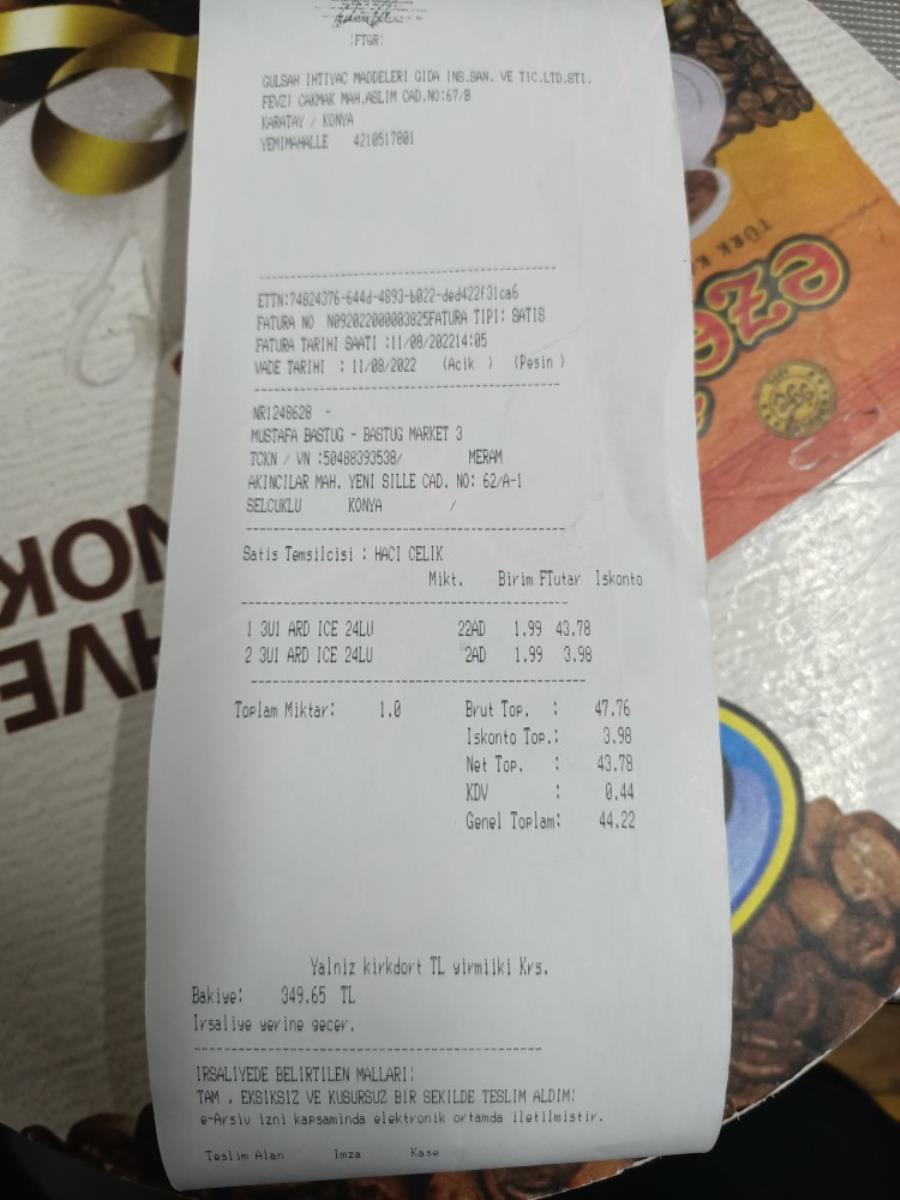 :FTGR:
GULSAH IHTIYAC MADDELERI GIDA INS.SAN. VE TIC.LTD.STI.
FEVZI CAKMAK MAH.ASLIM CAD.NO:67/B
KARATAY / KONYA
YEMIMAHALLE 4210517801
ETTN:74824376-644d-4893-b022-ded422f31ca6
FATURA NO N092022000003825FATURA TIPI: SATIS
FATURA TARIHI SAATI :11/08/202214:05
VADE TARIHI : 11/08/2022 (Acik ) (Pesin )
NR1248628 -
MUSTAFA BASTUG - BASTUG MARKET 3
TCKN / VN :50488393538/ MERAM
AKINCILAR MAH. YENI SILLE CAD. NO: 62/A-1
SELCUKLU KONYA /
Satis Temsilcisi : HACI CELIK
Mikt. Birim FTutar Iskonto
1 3U1 ARD ICE 24LU 22AD 1.99 43.78
2 3U1 ARD ICE 24LU 2AD 1.99 3.98
Toplam Miktar: 1.0 Brut Top. : 47.76
Iskonto Top.: 3.98
Net Top. : 43.78
KDV : 0.44
Genel Toplam: 44.22
Yalniz kirkdort TL yirmiiki Krs.
Bakiye: 349.65 TL
Irsaliye yerine gecer.
IRSALIYEDE BELIRTILEN MALLARI:
TAM , EKSIKSIZ VE KUSURSUZ BIR SEKILDE TESLIM ALDIM:
e-Arsiv izni kapsaminda elektronik ortamda iletilmistir.
Teslim Alan Imza Kase